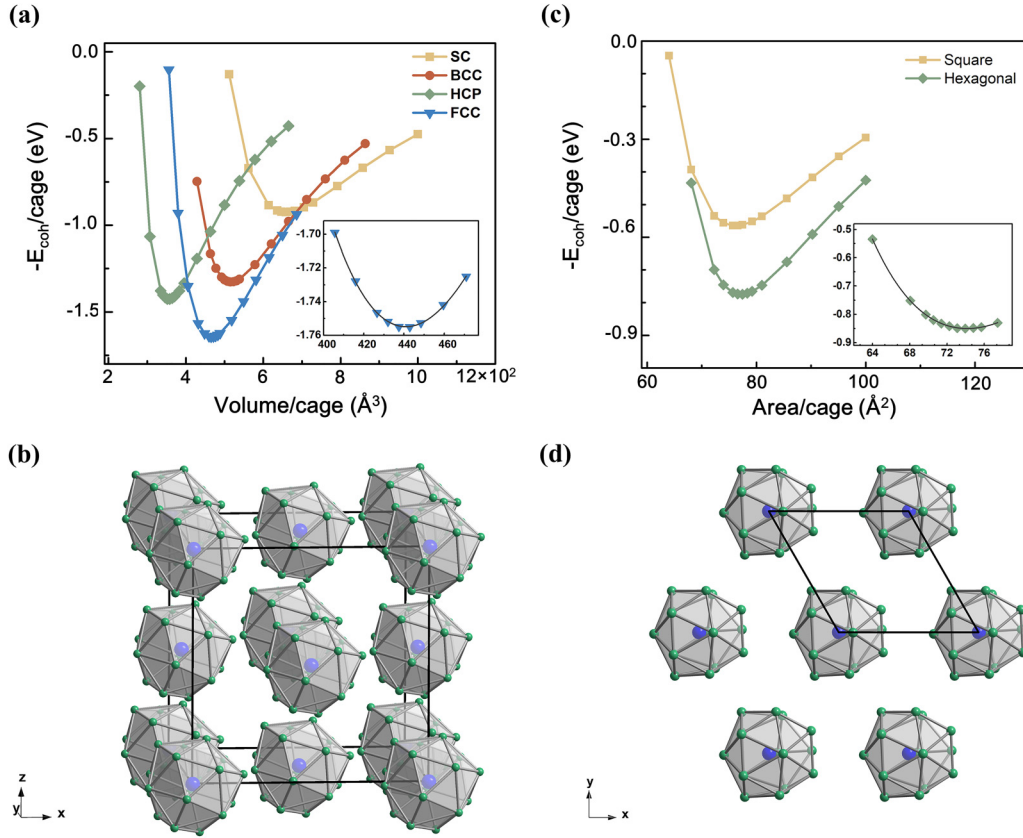 (a)
0.0
-0.5
-1.0
-1.5
-E_coh/cage (eV)
SC
BCC
HCP
FCC
-1.70
-1.72
-1.74
-1.76
400 420 440 460
2 4 6 8 10 12×10²
Volume/cage (Å³)
(c)
0.0
-0.3
-0.6
-0.9
-E_coh/cage (eV)
Square
Hexagonal
-0.5
-0.6
-0.7
-0.8
-0.9
64 68 72 76
60 80 100 120
Area/cage (Å²)
(b)
z
y x
(d)
y
x